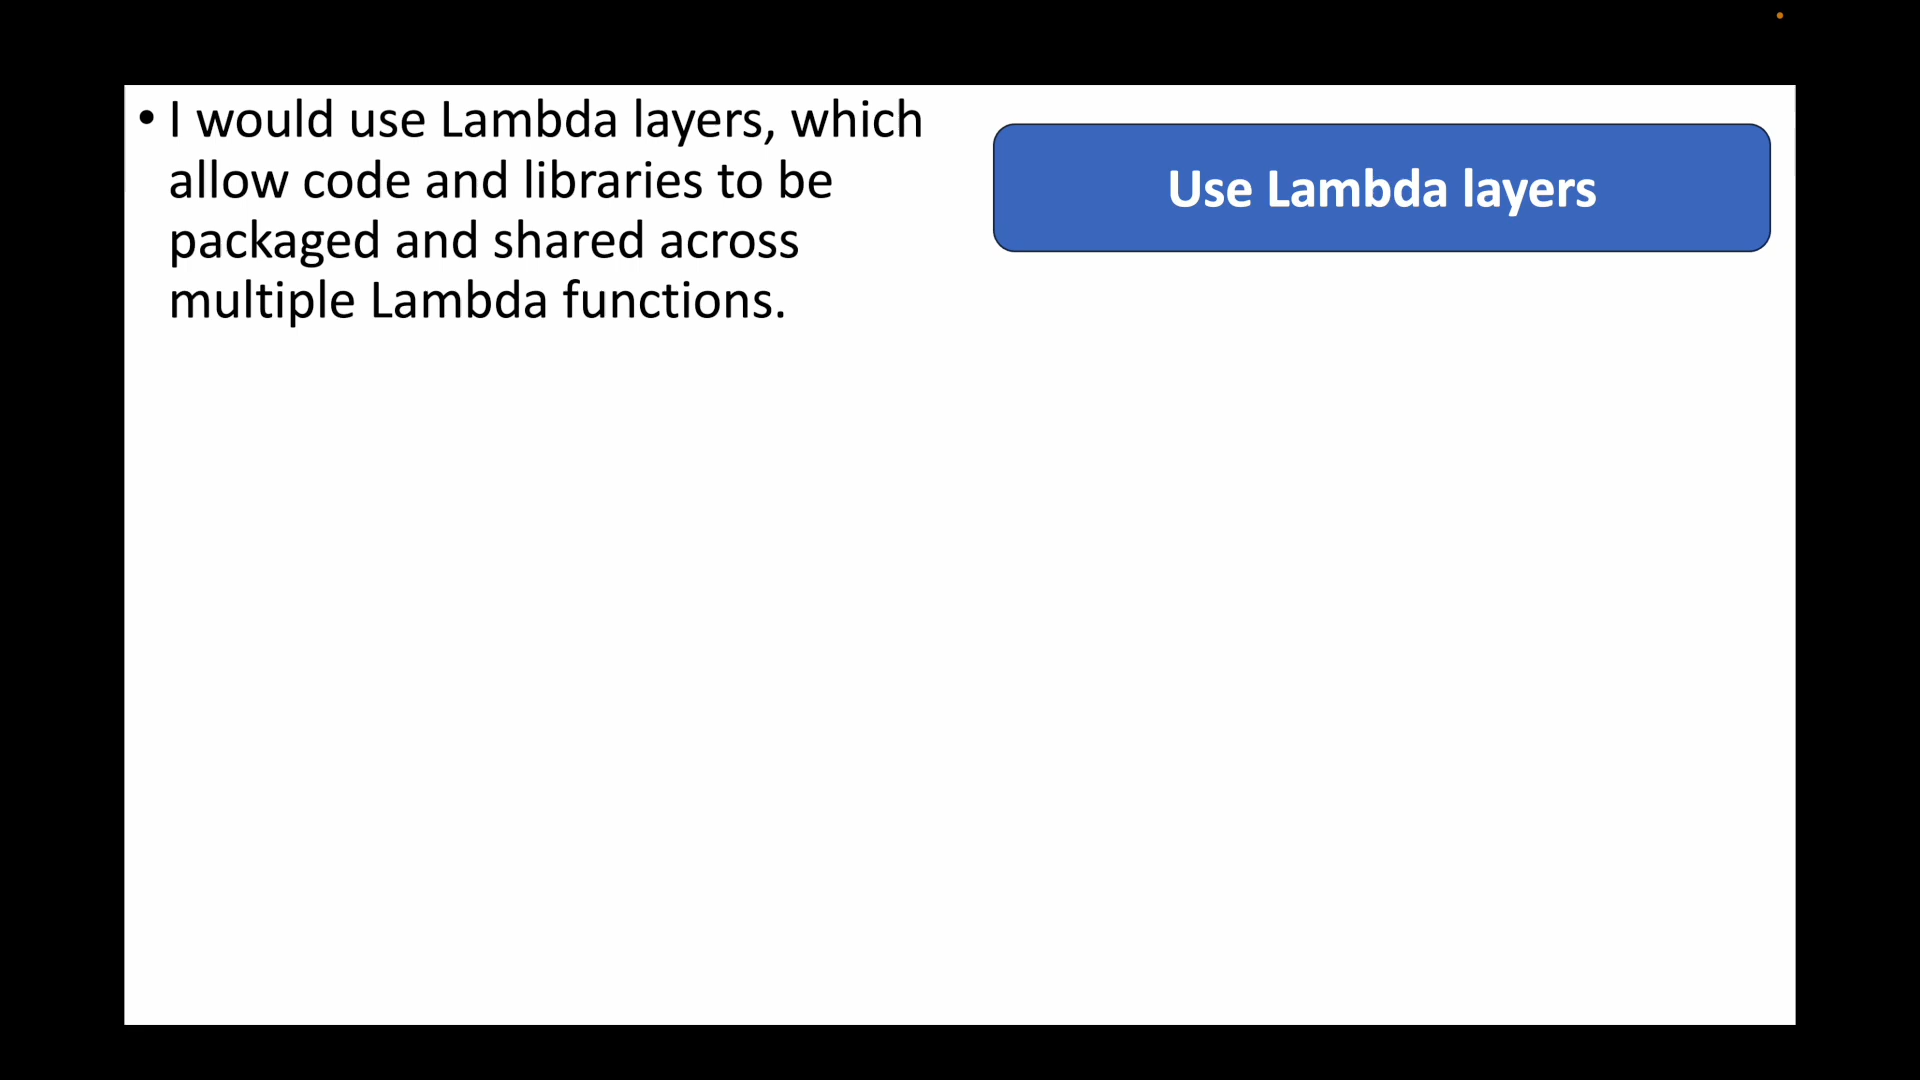 • I would use Lambda layers, which
allow code and libraries to be
packaged and shared across
multiple Lambda functions.
Use Lambda layers